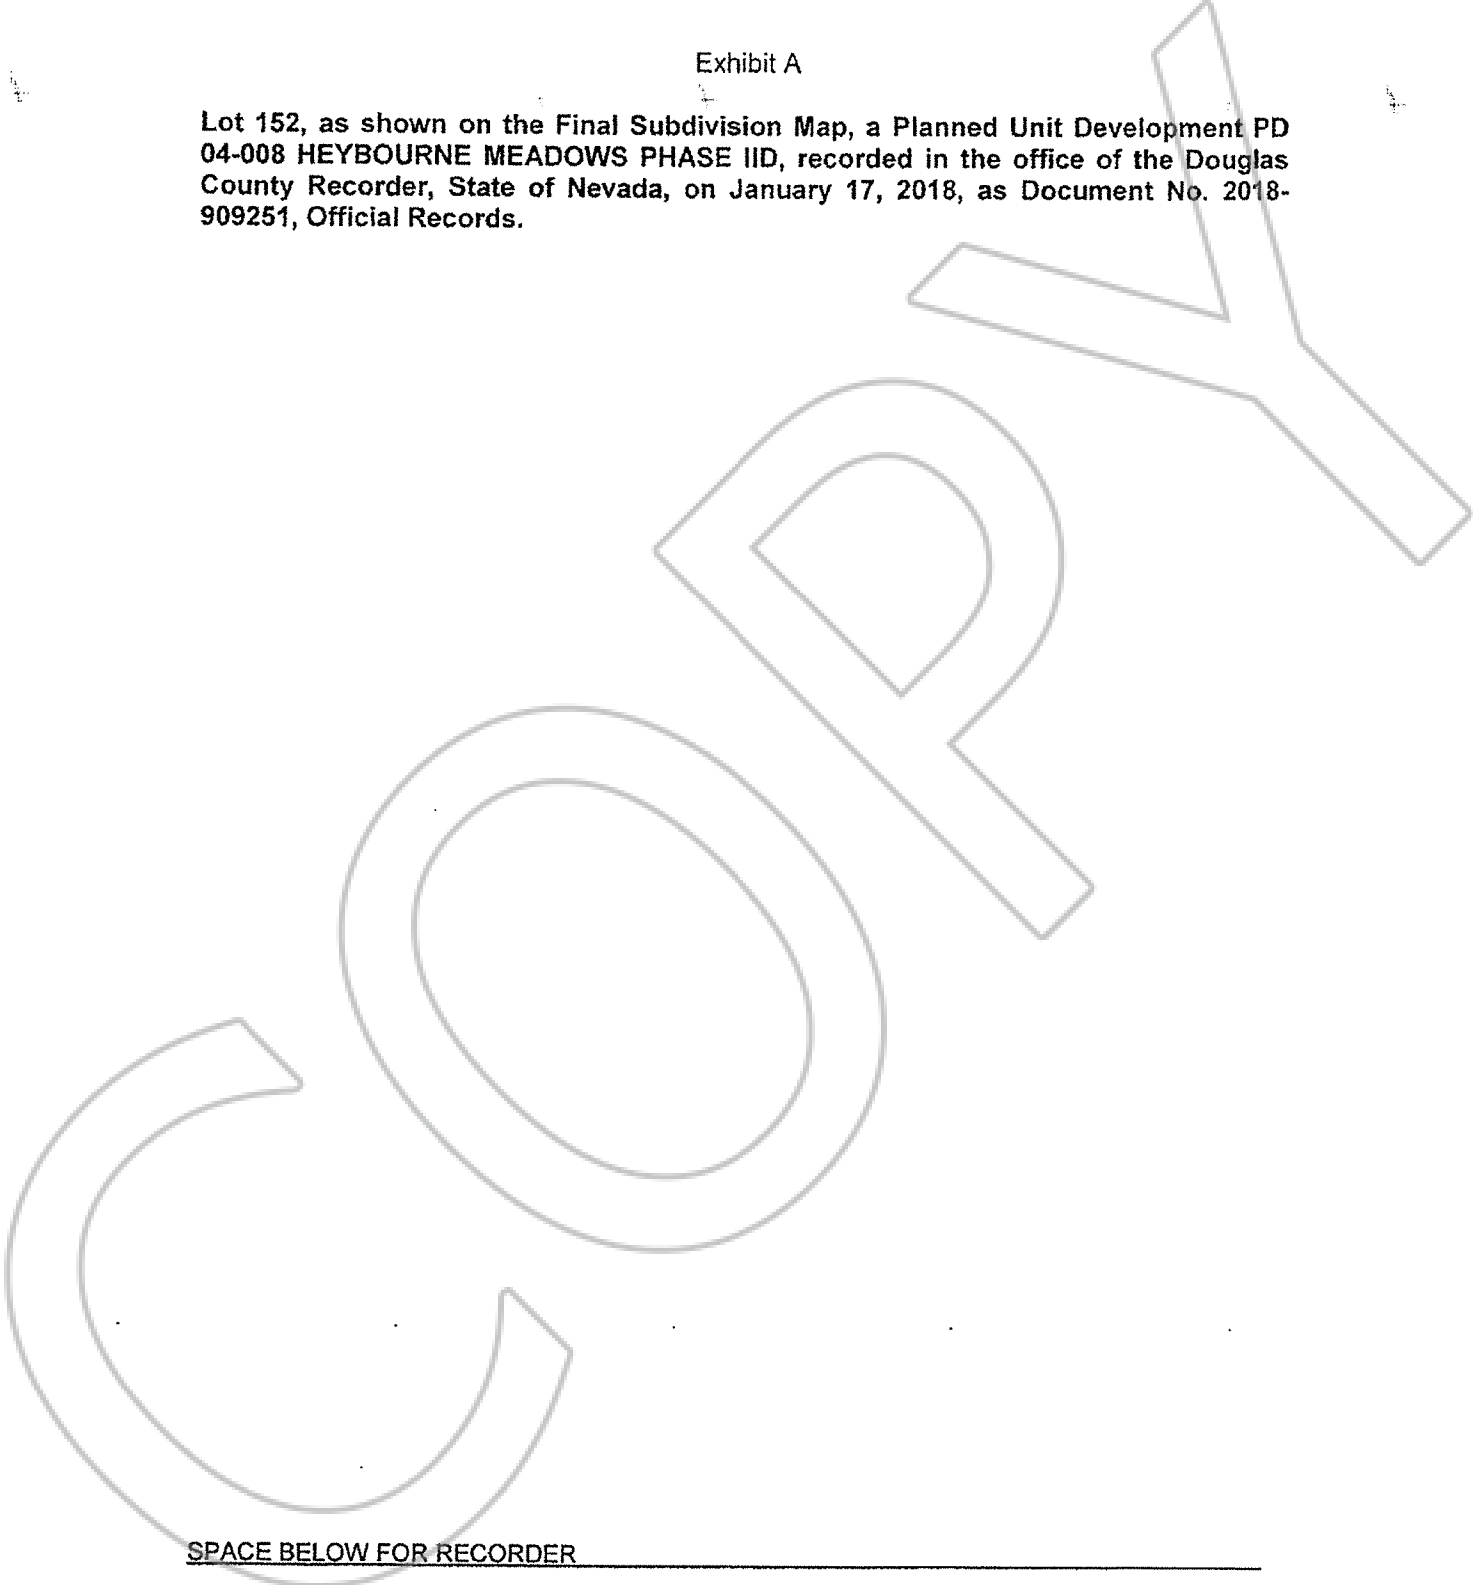 Exhibit A
Lot 152, as shown on the Final Subdivision Map, a Planned Unit Development PD
04-008 HEYBOURNE MEADOWS PHASE IID, recorded in the office of the Douglas
County Recorder, State of Nevada, on January 17, 2018, as Document No. 2018-
909251, Official Records.
COPY
SPACE BELOW FOR RECORDER